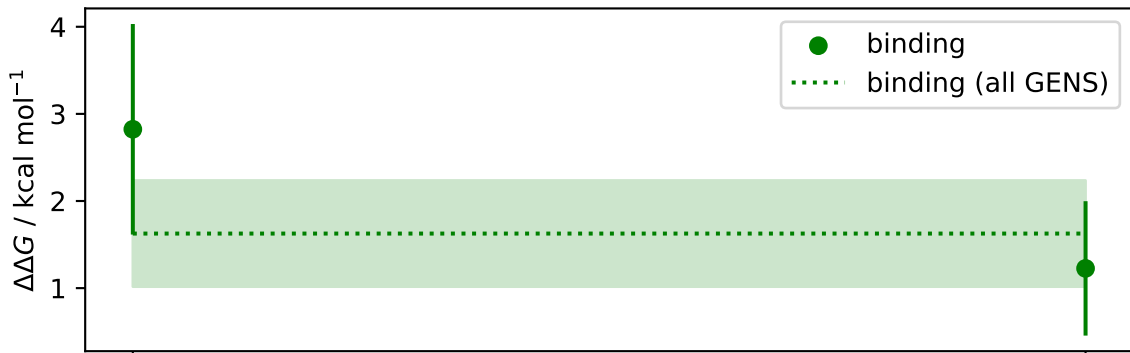 4
3
2
1
ΔΔG / kcal mol⁻¹
binding
binding (all GENS)